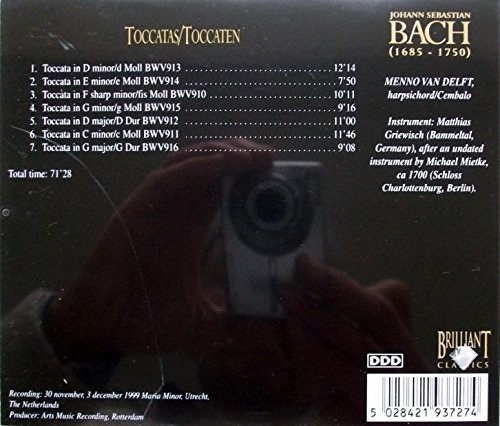 TOCCATAS/TOCCATEN
1. Toccata in D minor/d Moll BWV913 12'14
2. Toccata in E minor/e Moll BWV914 7'50
3. Toccata in F sharp minor/fis Moll BWV910 10'11
4. Toccata in G minor/g Moll BWV915 9'16
5. Toccata in D major/D Dur BWV912 11'00
6. Toccata in C minor/c Moll BWV911 11'46
7. Toccata in G major/G Dur BWV916 9'08
Total time: 71'28
JOHANN SEBASTIAN
BACH
(1685 - 1750)
MENNO VAN DELFT,
harpsichord/Cembalo
Instrument: Matthias
Griewisch (Bammeltal,
Germany), after an undated
instrument by Michael Mietke,
ca 1700 (Schloss
Charlottenburg, Berlin).
BRILLIANT
CLASSICS
DDD
Recording: 30 november, 3 december 1999 Maria Minor, Utrecht,
The Netherlands
Producer: Arts Music Recording, Rotterdam
5 028421 937274